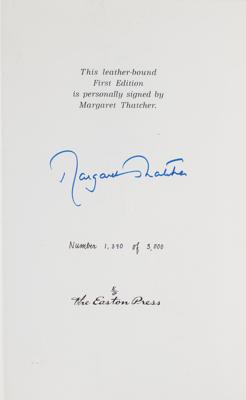 This leather-bound
First Edition
is personally signed by
Margaret Thatcher.
Margaret Thatcher
Number 1,040 of 3,000
The Easton Press